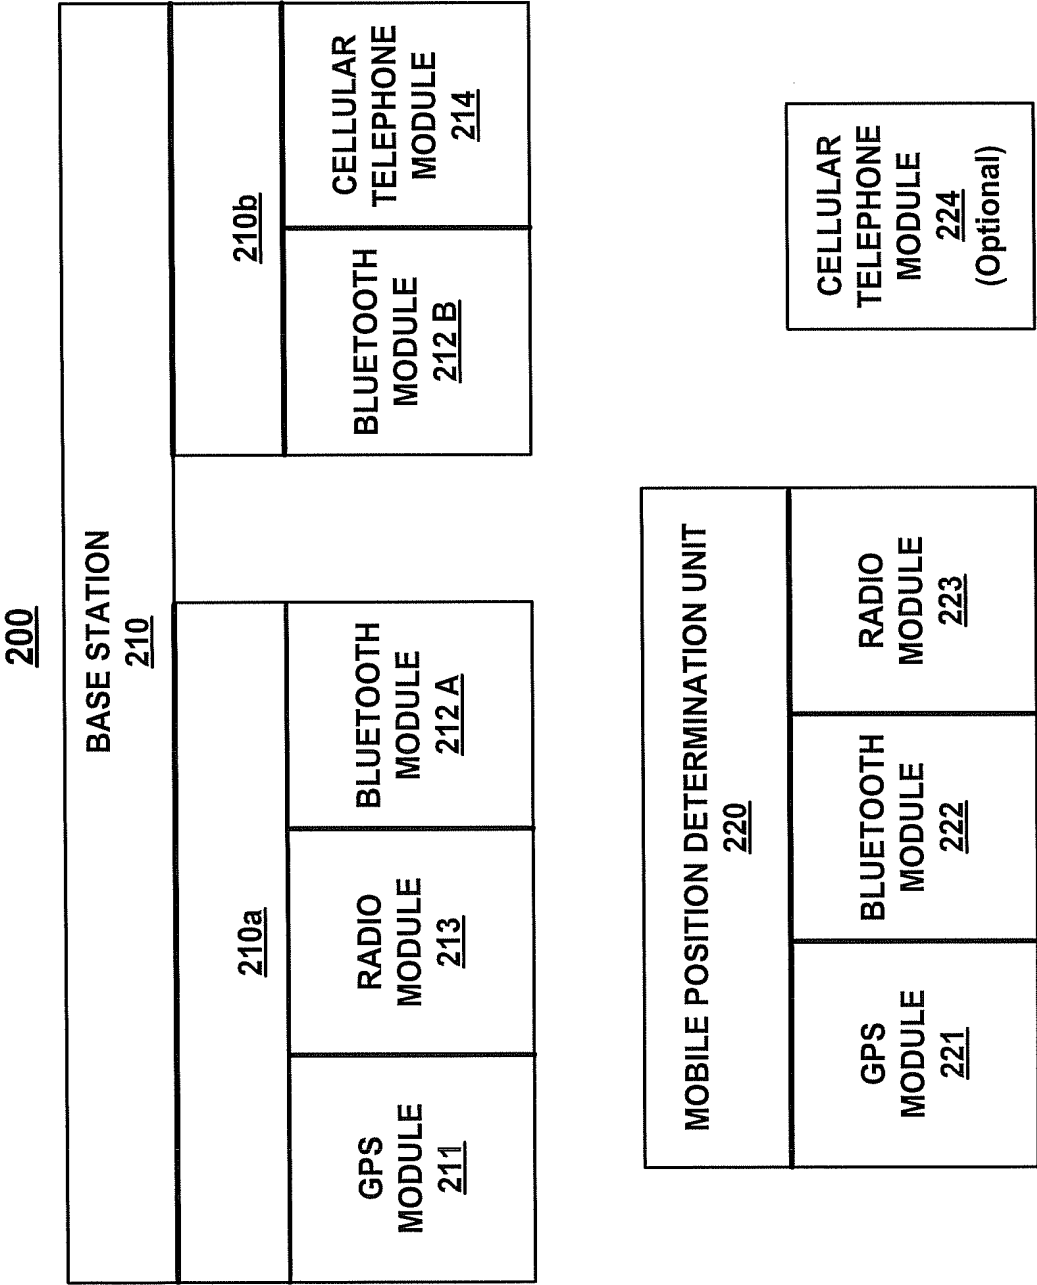 200
BASE STATION
210
210a
GPS
MODULE
211
RADIO
MODULE
213
BLUETOOTH
MODULE
212 A
210b
BLUETOOTH
MODULE
212 B
CELLULAR
TELEPHONE
MODULE
214
MOBILE POSITION DETERMINATION UNIT
220
GPS
MODULE
221
BLUETOOTH
MODULE
222
RADIO
MODULE
223
CELLULAR
TELEPHONE
MODULE
224
(Optional)